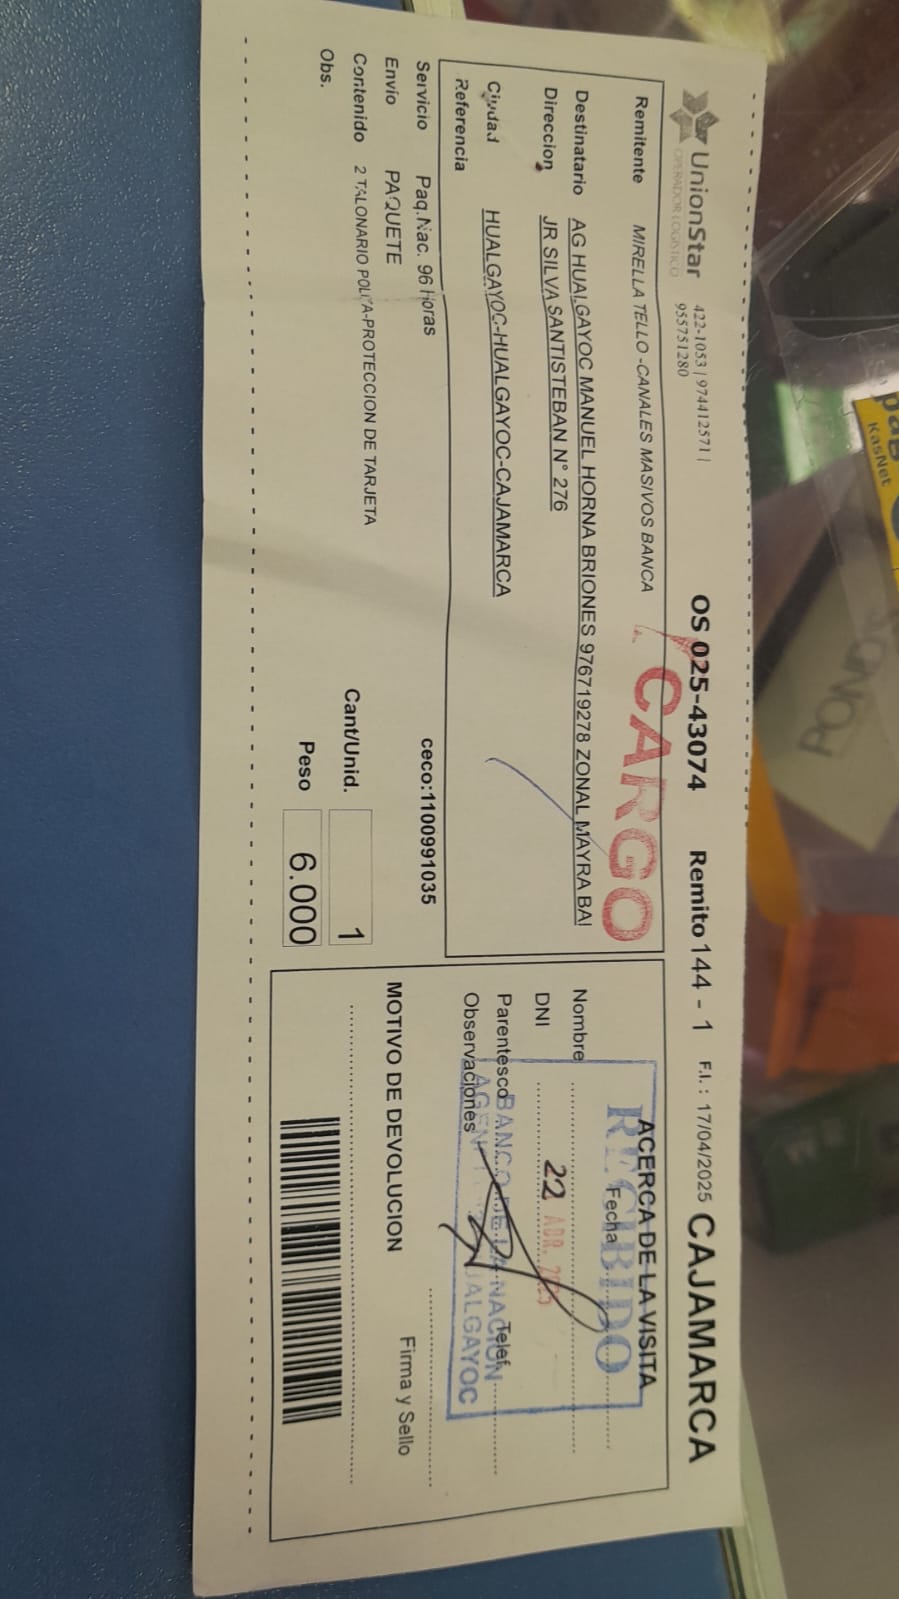 UnionStar
OPERADOR LOGISTICO
422-1053 | 974412571 |
955751280
OS 025-43074
Remito 144 - 1
F.I. : 17/04/2025
CAJAMARCA
CARGO
Remitente MIRELLA TELLO -CANALES MASIVOS BANCA
Destinatario AG HUALGAYOC MANUEL HORNA BRIONES 976719278 ZONAL MAYRA BA!
Direccion JR SILVA SANTISTEBAN N° 276
Ciudad HUALGAYOC-HUALGAYOC-CAJAMARCA
Referencia
Servicio Paq.Nac. 96 Horas
ceco:1100991035
Envio PAQUETE
Contenido 2 TALONARIO POLIZA-PROTECCION DE TARJETA
Obs.
Cant/Unid. 1
Peso 6.000
ACERCA DE LA VISITA
RECIBIDO
Fecha
Nombre
DNI
22 ABR. 2025
Parentesco
Telef.
BANCO DE LA NACION
Observaciones
HUALGAYOC
MOTIVO DE DEVOLUCION
Firma y Sello
KasNet